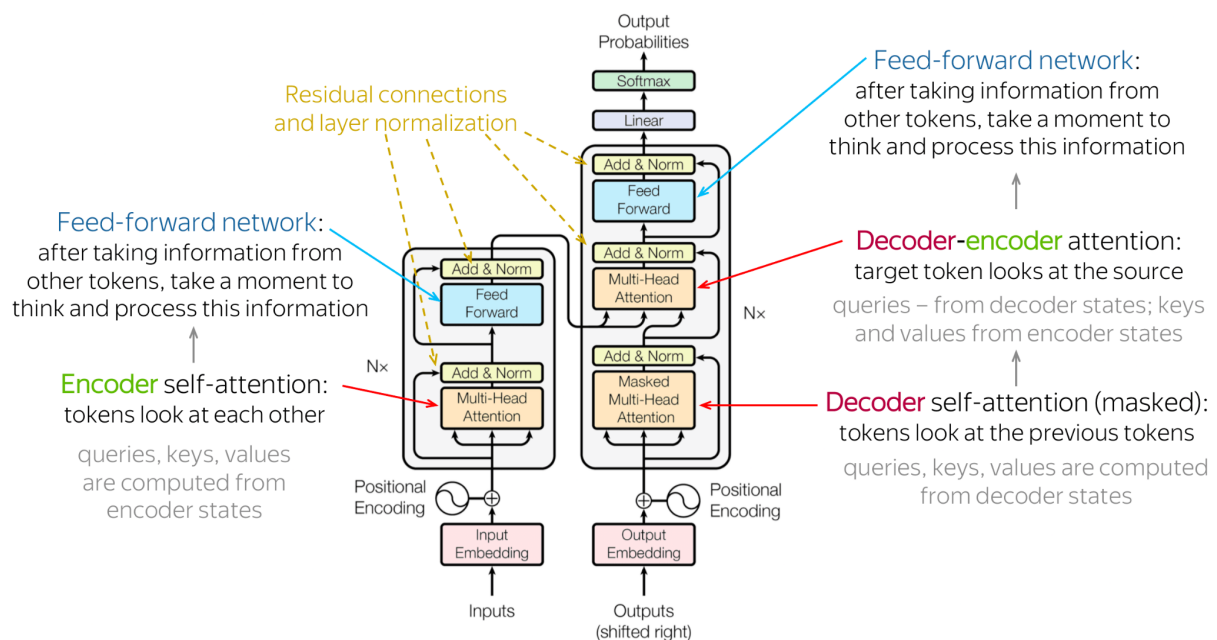 Output
Probabilities
Softmax
Linear
Residual connections
and layer normalization
Feed-forward network:
after taking information from
other tokens, take a moment to
think and process this information
Add & Norm
Feed
Forward
Feed-forward network:
after taking information from
other tokens, take a moment to
think and process this information
Add & Norm
Feed
Forward
Add & Norm
Multi-Head
Attention
Decoder-encoder attention:
target token looks at the source
queries – from decoder states; keys
and values from encoder states
N×
N×
Encoder self-attention:
tokens look at each other
queries, keys, values
are computed from
encoder states
Add & Norm
Multi-Head
Attention
Add & Norm
Masked
Multi-Head
Attention
Decoder self-attention (masked):
tokens look at the previous tokens
queries, keys, values are computed
from decoder states
Positional
Encoding
Positional
Encoding
Input
Embedding
Output
Embedding
Inputs
Outputs
(shifted right)